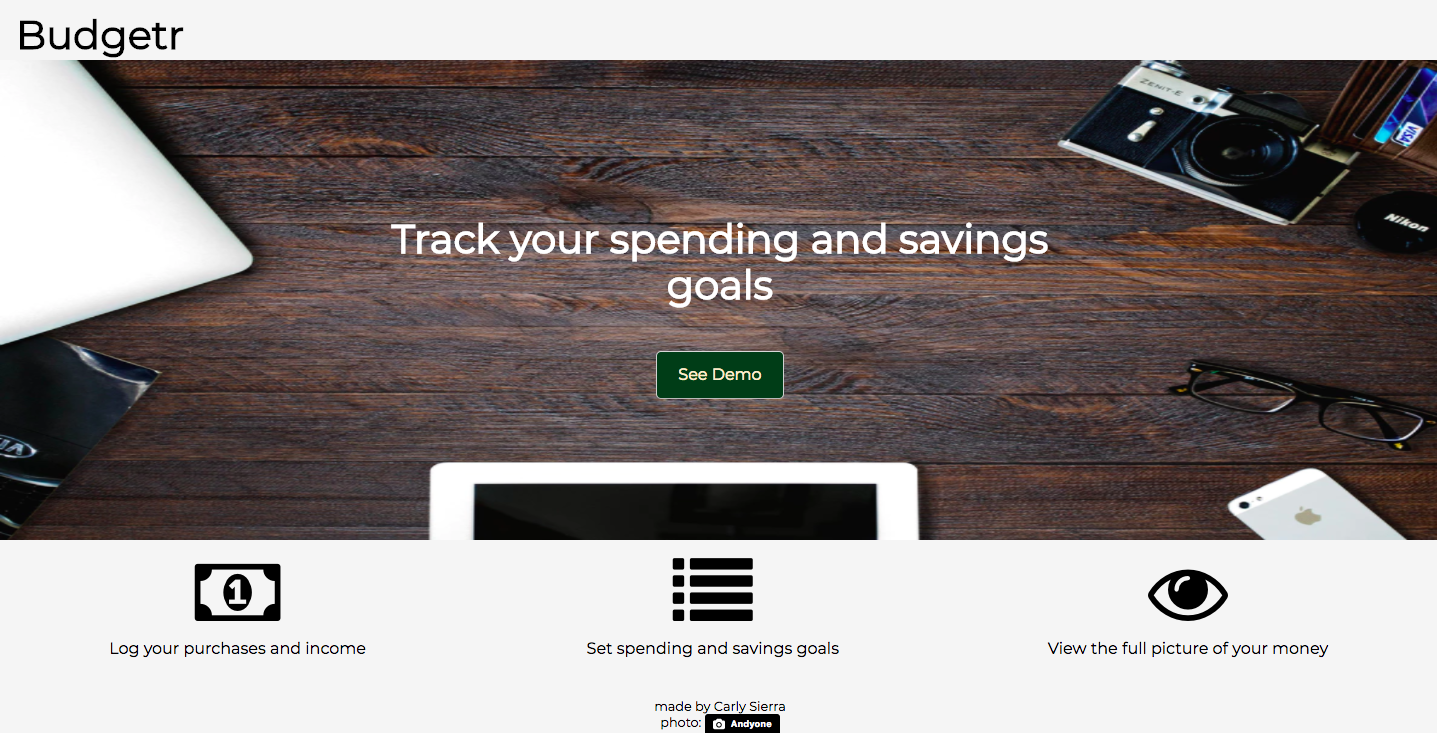 Budgetr
ZENIT-E
VISA
Nikon
Track your spending and savings
goals
See Demo
1
Log your purchases and income
Set spending and savings goals
View the full picture of your money
made by Carly Sierra
photo: Andyone